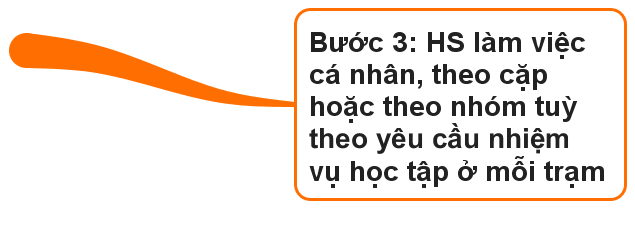 Bước 3: HS làm việc
cá nhân, theo cặp
hoặc theo nhóm tuỳ
theo yêu cầu nhiệm
vụ học tập ở mỗi trạm